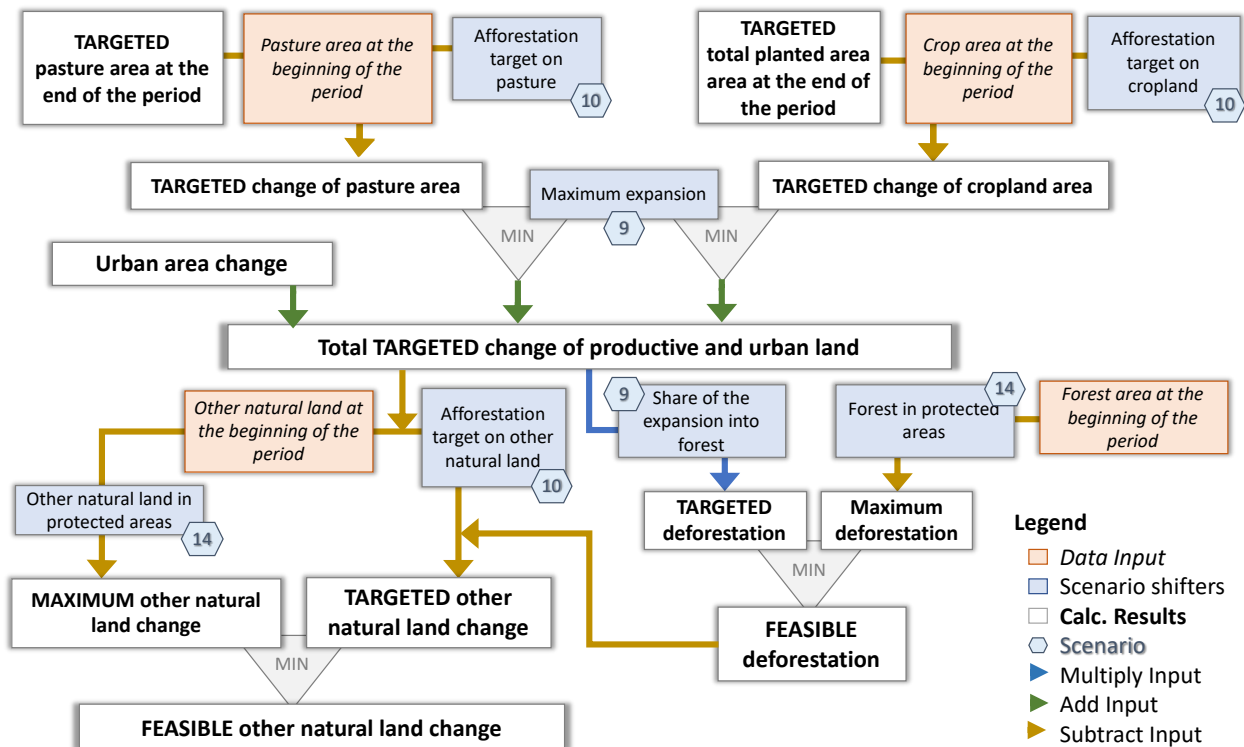 TARGETED
pasture area at the
end of the period
Pasture area at the
beginning of the
period
Afforestation
target on
pasture
10
TARGETED
total planted area
area at the end of
the period
Crop area at the
beginning of the
period
Afforestation
target on
cropland
10
TARGETED change of pasture area
Maximum expansion
9
TARGETED change of cropland area
MIN
MIN
Urban area change
Total TARGETED change of productive and urban land
Other natural land at
the beginning of the
period
Afforestation
target on other
natural land
10
9
Share of the
expansion into
forest
14
Forest in protected
areas
Forest area at the
beginning of the
period
Other natural land in
protected areas
14
TARGETED
deforestation
Maximum
deforestation
MIN
MAXIMUM other natural
land change
TARGETED other
natural land change
FEASIBLE
deforestation
MIN
FEASIBLE other natural land change
Legend
Data Input
Scenario shifters
Calc. Results
Scenario
Multiply Input
Add Input
Subtract Input